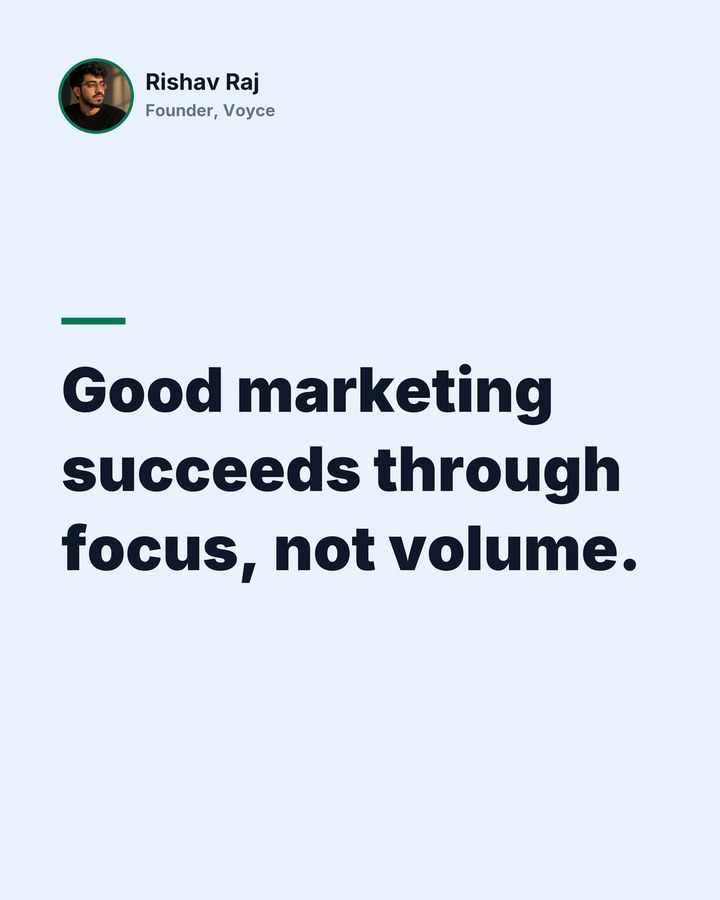 Rishav Raj
Founder, Voyce
Good marketing
succeeds through
focus, not volume.